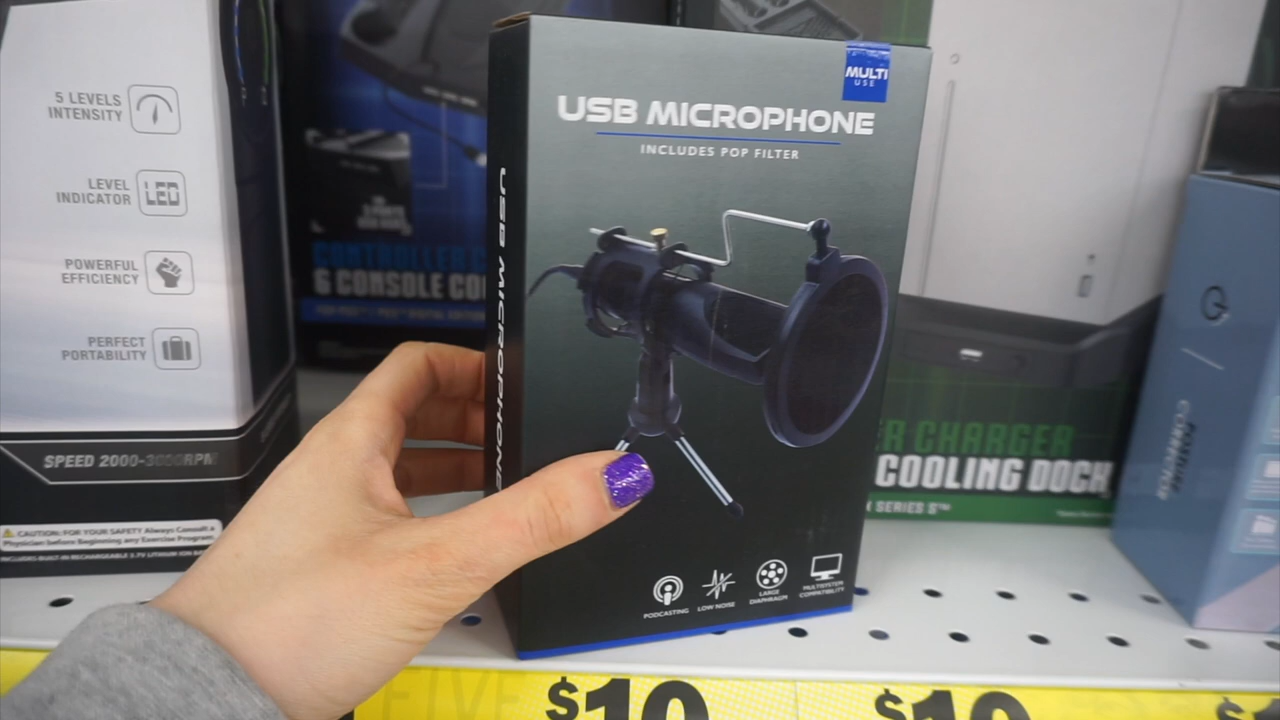 5 LEVELS
INTENSITY
LEVEL
INDICATOR
LED
POWERFUL
EFFICIENCY
PERFECT
PORTABILITY
SPEED 2000-3000RPM
CAUTION: FOR YOUR SAFETY Always Consult a
Physician before Beginning any Exercise Program.
CONTROLLER
& CONSOLE
MULTI
USE
USB MICROPHONE
INCLUDES POP FILTER
USB MICROPHONE
PODCASTING
LOW NOISE
LARGE
DIAPHRAGM
MULTISYSTEM
COMPATIBILITY
CHARGER
COOLING DOCK
SERIES S™
$10
$10
$1